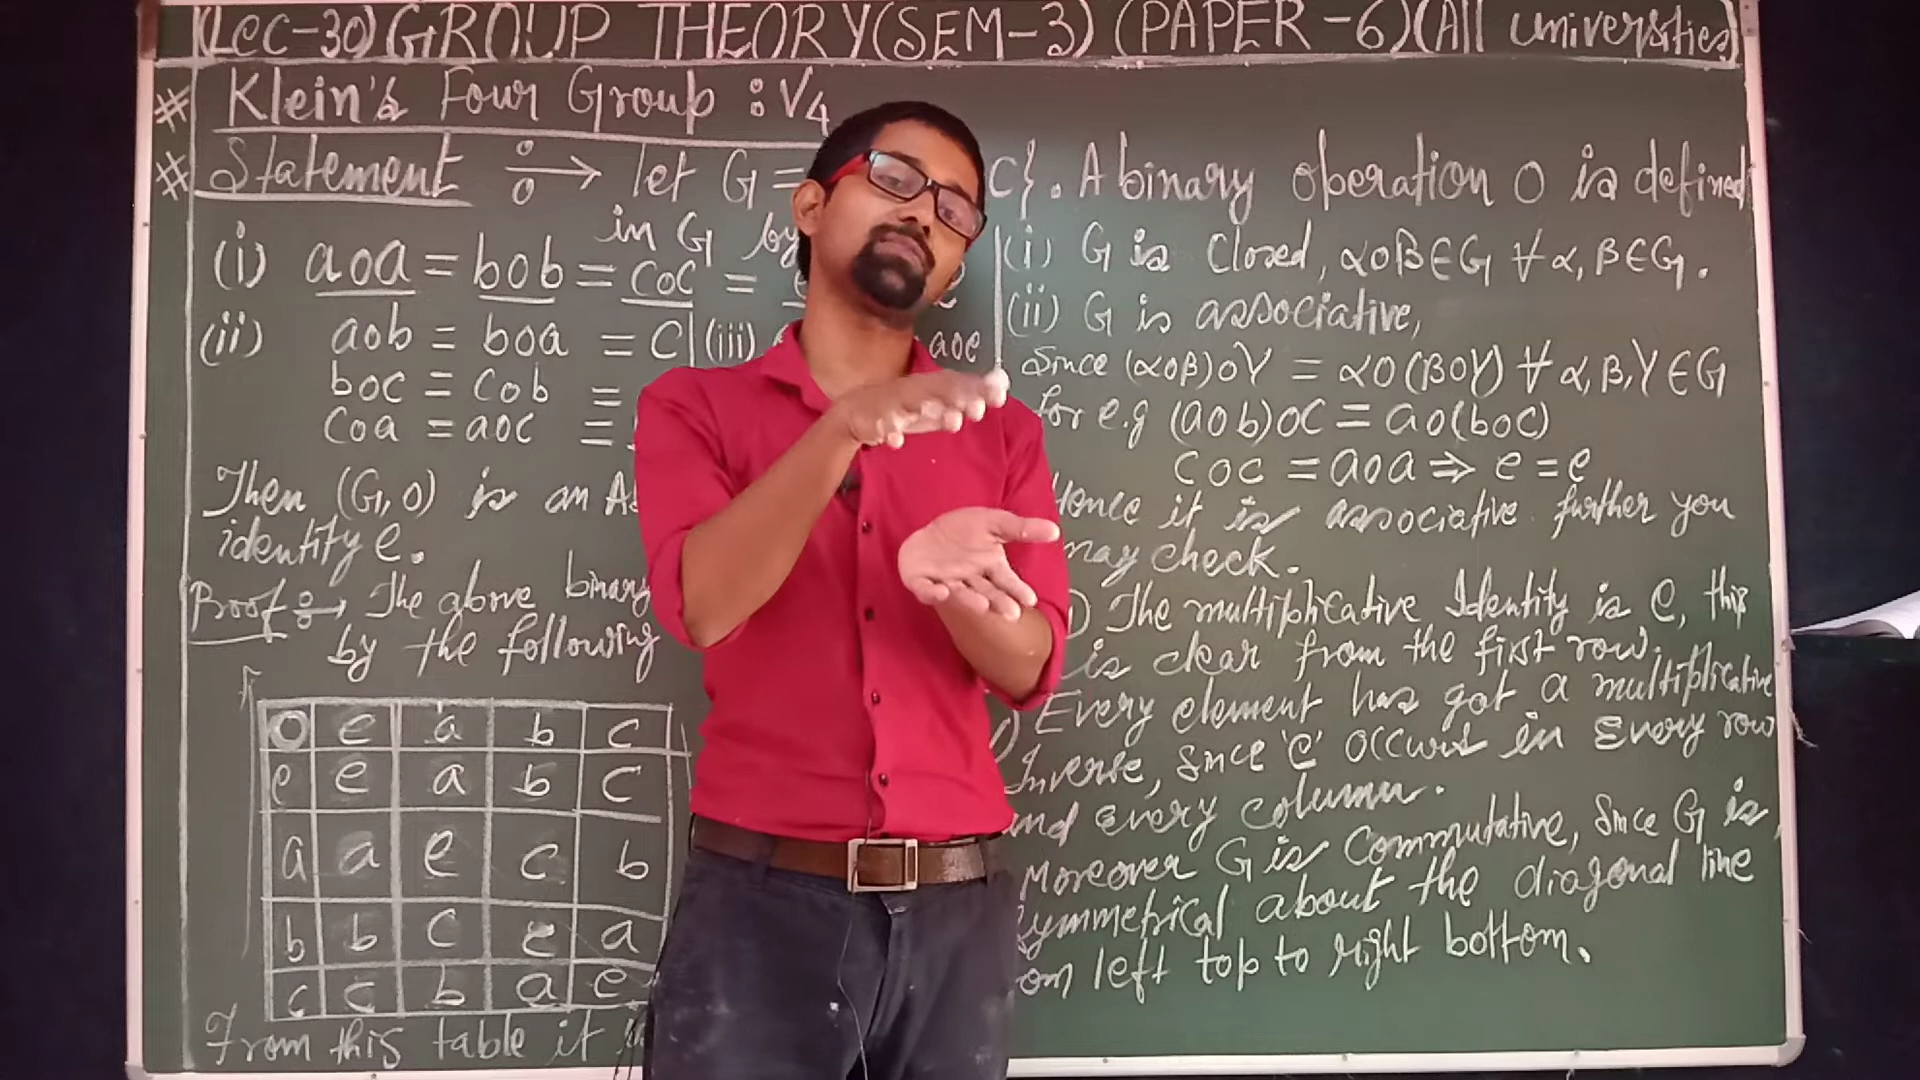 (Lec-30) GROUP THEORY (SEM-3) (PAPER-6) (All universities)
# Klein's Four Group : V4
# Statement : → let G = C}. A binary operation O is defined
in G by
(i) aoa = bob = coc =
(ii) aob = boa = C (iii) aoe
boc = cob =
coa = aoc =
Then (G, o) is an
identity e.
Proof : → The above binary
by the following
o e a b c
e e a b c
a a e c b
b b c e a
c c b a e
From this table it
(i) G is Closed, αoβ ∈ G ∀ α, β ∈ G.
(ii) G is associative,
Since (αoβ)oγ = αo(βoγ) ∀ α, β, γ ∈ G
for e.g (aob)oc = ao(boc)
coc = aoa ⇒ e = e
Hence it is associative further you
may check.
) The multiplicative Identity is e, this
is clear from the first row.
) Every element has got a multiplicative
Inverse, since 'e' occurs in every row
and every column.
Moreover G is Commutative, Since G is
Symmetrical about the diagonal line
om left top to right bottom.